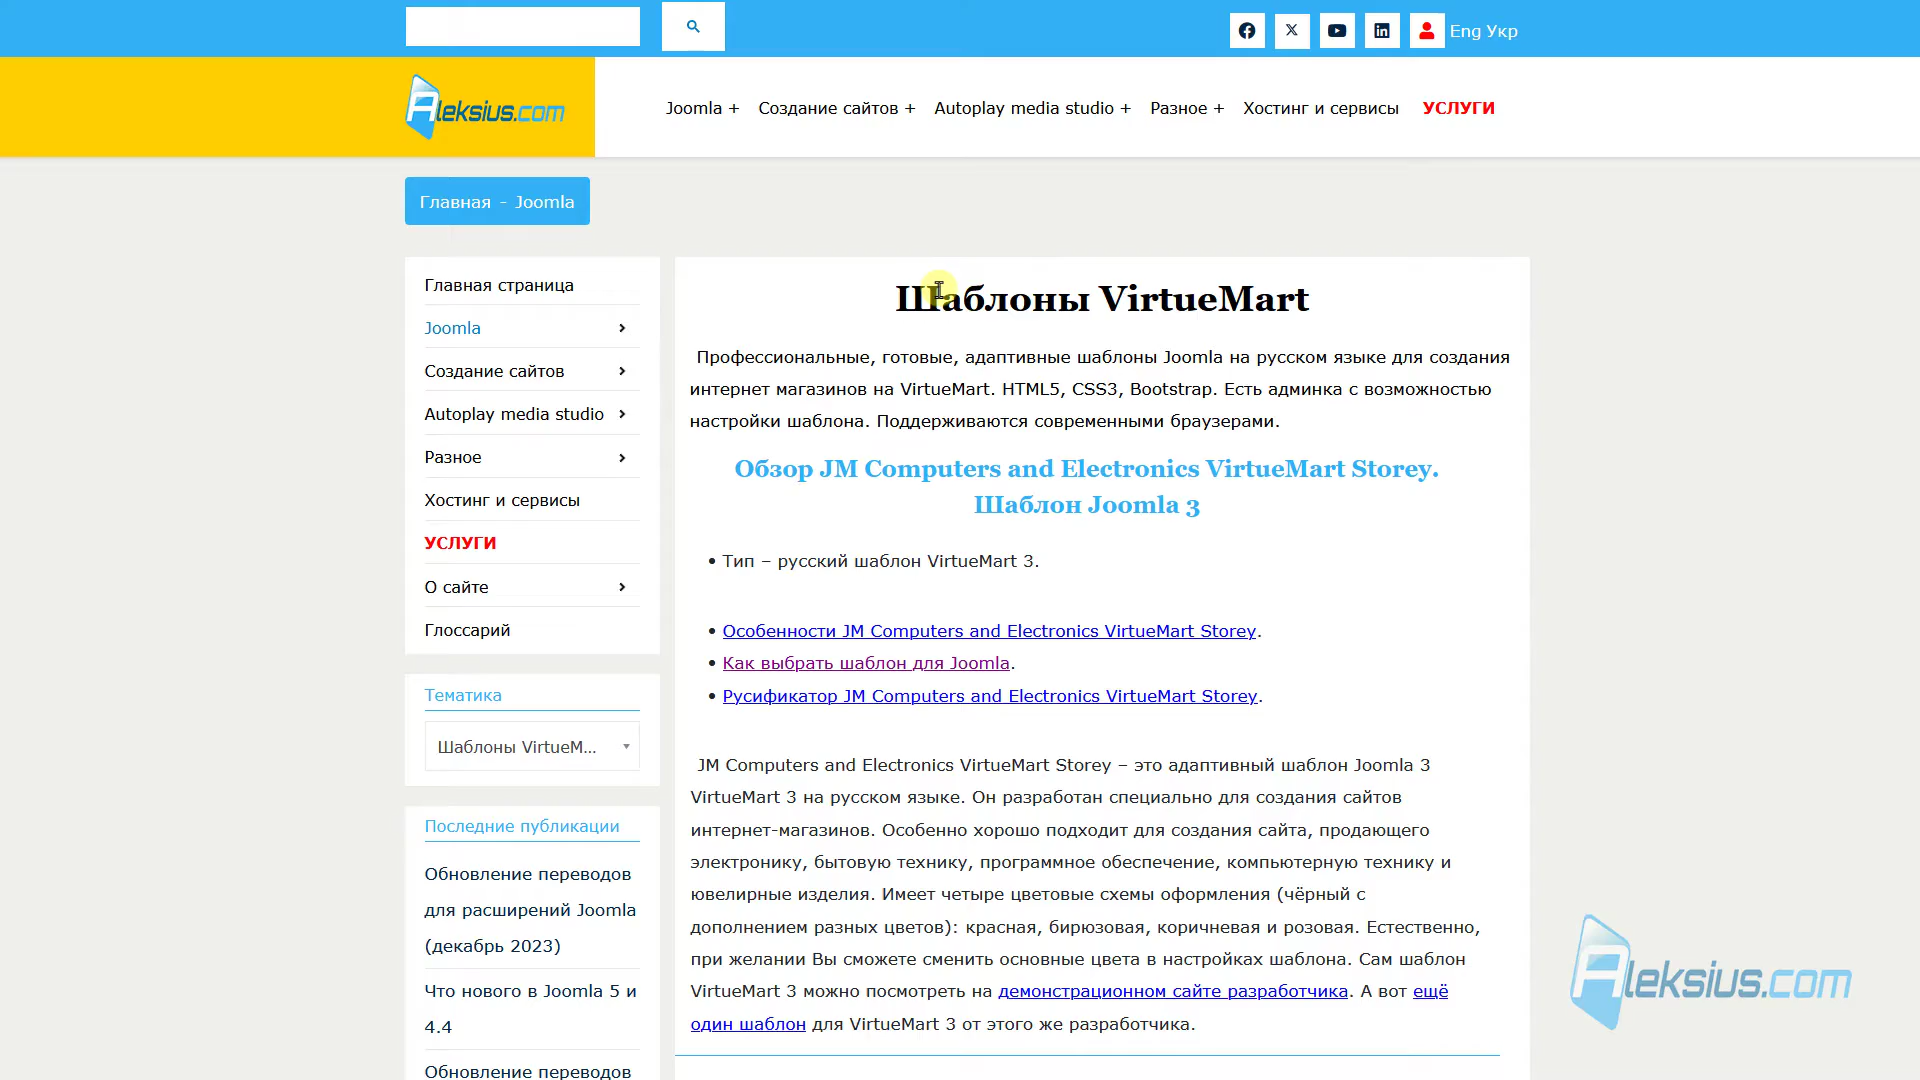 Eng Укр
Aleksius.com
Joomla + Создание сайтов + Autoplay media studio + Разное + Хостинг и сервисы УСЛУГИ
Главная - Joomla
Главная страница
Joomla
Создание сайтов
Autoplay media studio
Разное
Хостинг и сервисы
УСЛУГИ
О сайте
Глоссарий
Тематика
Шаблоны VirtueM...
Последние публикации
Обновление переводов
для расширений Joomla
(декабрь 2023)
Что нового в Joomla 5 и
4.4
Обновление переводов
Шаблоны VirtueMart
Профессиональные, готовые, адаптивные шаблоны Joomla на русском языке для создания
интернет магазинов на VirtueMart. HTML5, CSS3, Bootstrap. Есть админка с возможностью
настройки шаблона. Поддерживаются современными браузерами.
Обзор JM Computers and Electronics VirtueMart Storey.
Шаблон Joomla 3
• Тип – русский шаблон VirtueMart 3.
• Особенности JM Computers and Electronics VirtueMart Storey.
• Как выбрать шаблон для Joomla.
• Русификатор JM Computers and Electronics VirtueMart Storey.
JM Computers and Electronics VirtueMart Storey – это адаптивный шаблон Joomla 3
VirtueMart 3 на русском языке. Он разработан специально для создания сайтов
интернет-магазинов. Особенно хорошо подходит для создания сайта, продающего
электронику, бытовую технику, программное обеспечение, компьютерную технику и
ювелирные изделия. Имеет четыре цветовые схемы оформления (чёрный с
дополнением разных цветов): красная, бирюзовая, коричневая и розовая. Естественно,
при желании Вы сможете сменить основные цвета в настройках шаблона. Сам шаблон
VirtueMart 3 можно посмотреть на демонстрационном сайте разработчика. А вот ещё
один шаблон для VirtueMart 3 от этого же разработчика.
Aleksius.com